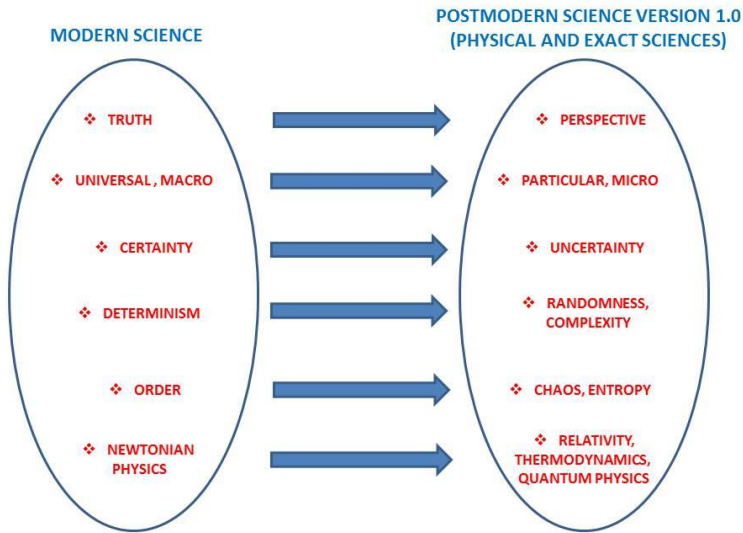 MODERN SCIENCE
POSTMODERN SCIENCE VERSION 1.0
(PHYSICAL AND EXACT SCIENCES)
❖ TRUTH
❖ PERSPECTIVE
❖ UNIVERSAL , MACRO
❖ PARTICULAR, MICRO
❖ CERTAINTY
❖ UNCERTAINTY
❖ DETERMINISM
❖ RANDOMNESS,
COMPLEXITY
❖ ORDER
❖ CHAOS, ENTROPY
❖ NEWTONIAN
PHYSICS
❖ RELATIVITY,
THERMODYNAMICS,
QUANTUM PHYSICS